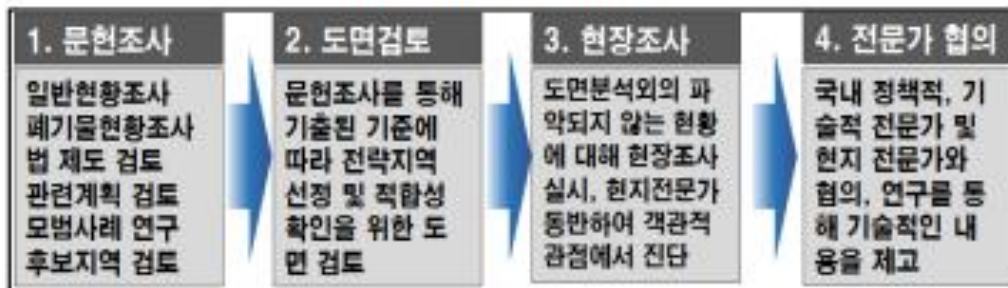 1. 문헌조사
일반현황조사
폐기물현황조사
법 제도 검토
관련계획 검토
모범사례 연구
후보지역 검토
2. 도면검토
문헌조사를 통해
기출된 기준에
따라 전략지역
선정 및 적합성
확인을 위한 도
면 검토
3. 현장조사
도면분석외의 파
악되지 않는 현황
에 대해 현장조사
실시, 현지전문가
동반하여 객관적
관점에서 진단
4. 전문가 협의
국내 정책적, 기
술적 전문가 및
현지 전문가와
협의, 연구를 통
해 기술적인 내
용을 제고